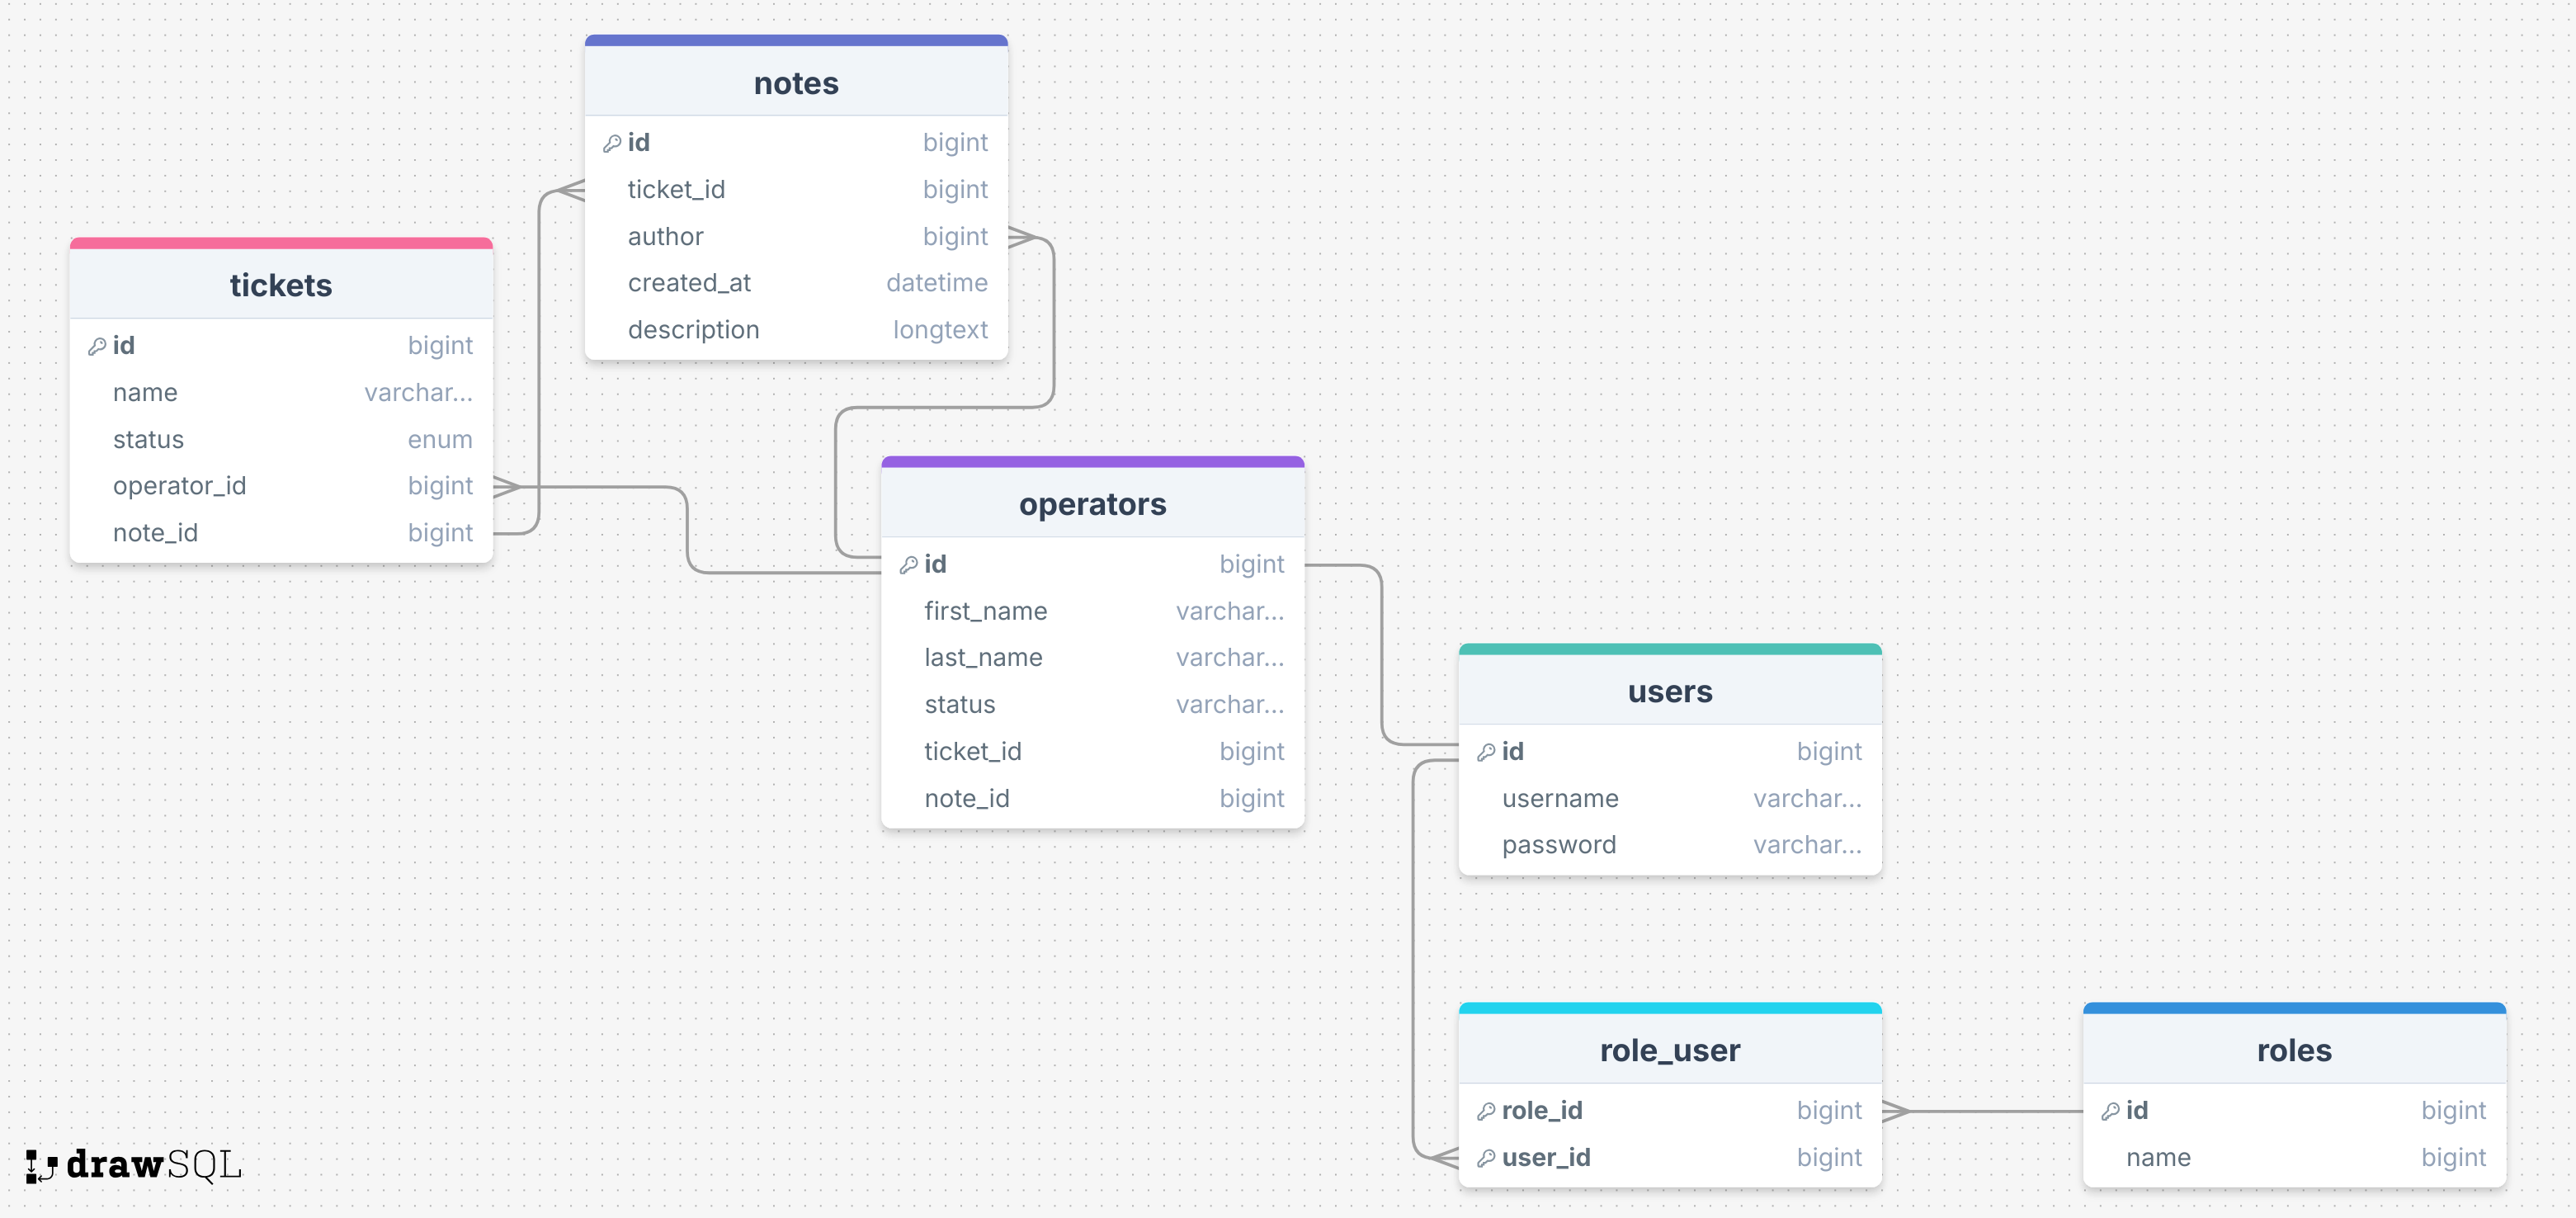 notes
id bigint
ticket_id bigint
author bigint
created_at datetime
description longtext
tickets
id bigint
name varchar...
status enum
operator_id bigint
note_id bigint
operators
id bigint
first_name varchar...
last_name varchar...
status varchar...
ticket_id bigint
note_id bigint
users
id bigint
username varchar...
password varchar...
role_user
role_id bigint
user_id bigint
roles
id bigint
name bigint
drawSQL